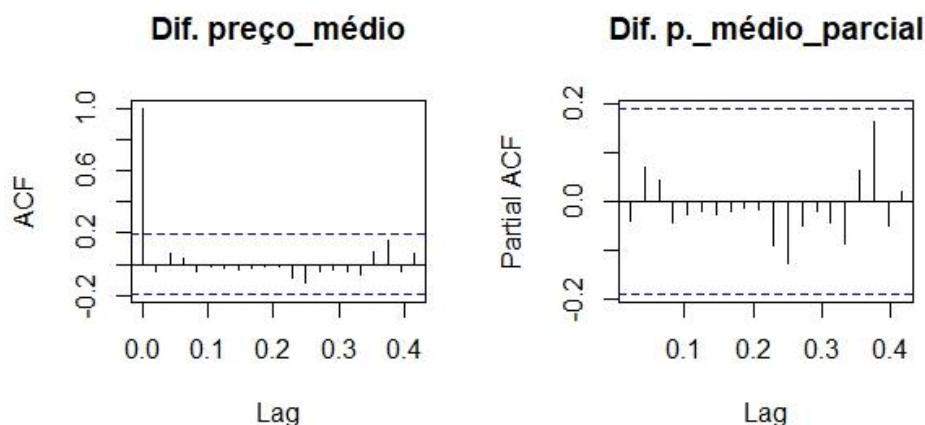 Dif. preço_médio
ACF
1.0
0.6
0.2
-0.2
0.0 0.1 0.2 0.3 0.4
Lag
Dif. p._médio_parcial
Partial ACF
0.2
0.0
-0.2
0.1 0.2 0.3 0.4
Lag